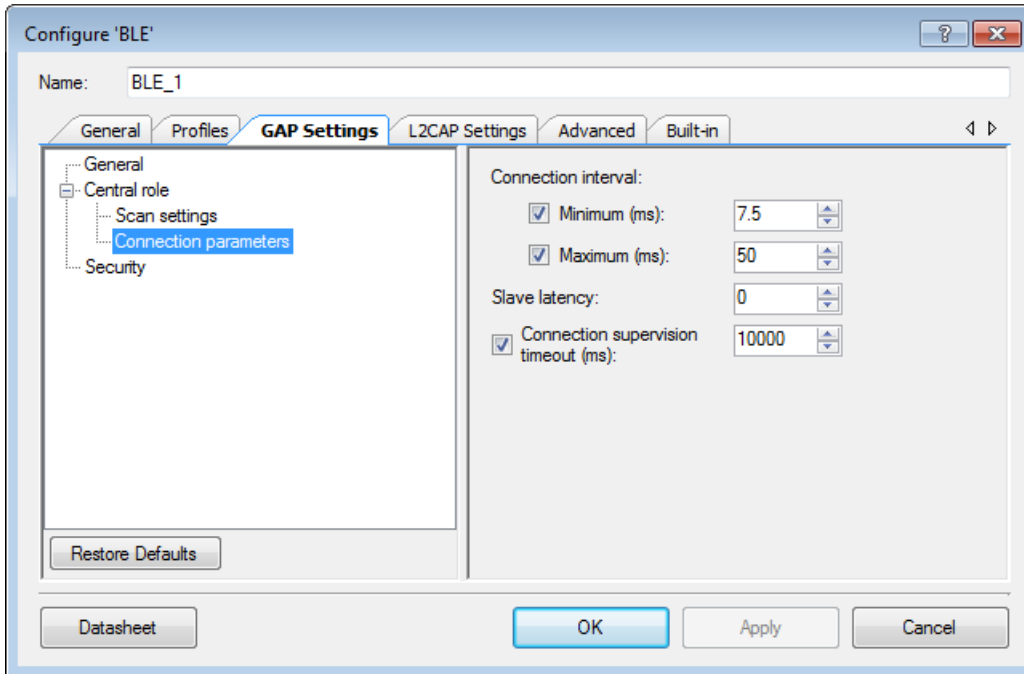 Configure 'BLE'
Name: BLE_1
General Profiles GAP Settings L2CAP Settings Advanced Built-in
General
Central role
Scan settings
Connection parameters
Security
Restore Defaults
Connection interval:
Minimum (ms): 7.5
Maximum (ms): 50
Slave latency: 0
Connection supervision
timeout (ms): 10000
Datasheet OK Apply Cancel